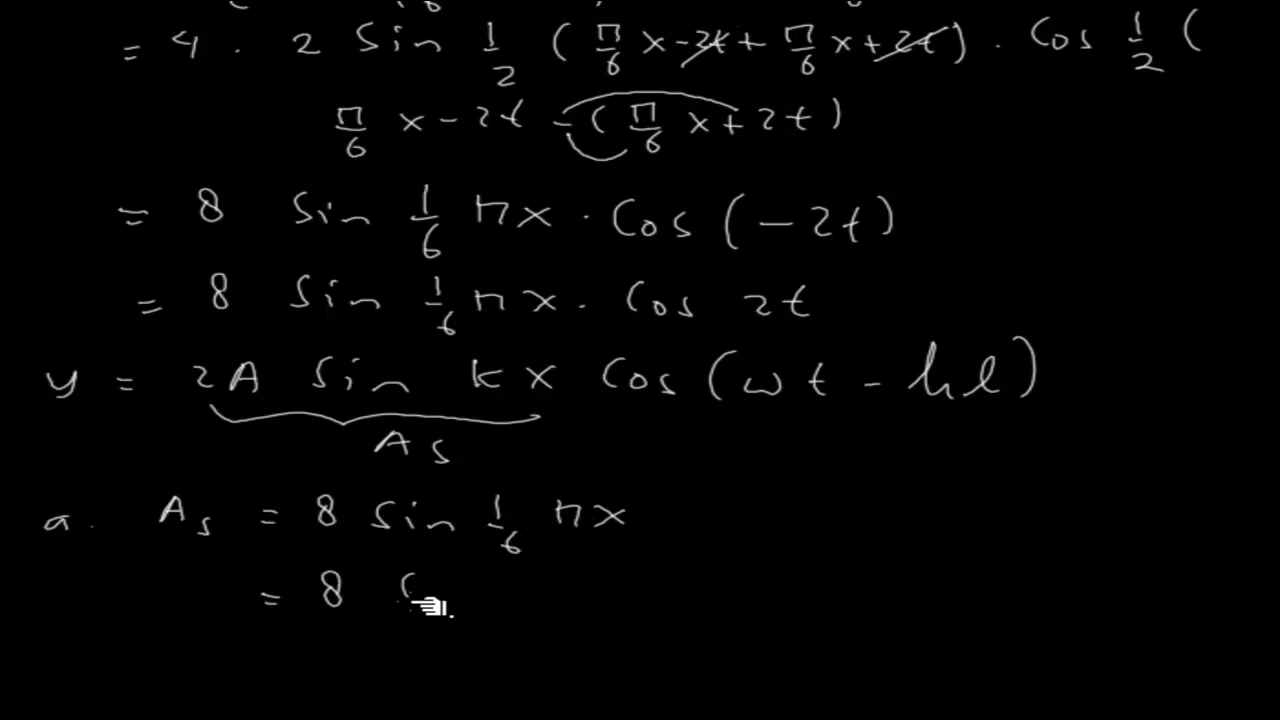 = 4 . 2 Sin 1/2 ( π/6 x - 2t + π/6 x + 2t ) . Cos 1/2 (
π/6 x - 2t - ( π/6 x + 2t )
= 8 Sin 1/6 πx . Cos ( - 2t )
= 8 Sin 1/6 πx . Cos 2t
y = 2A Sin kx Cos (ωt - kl)
As
a. As = 8 Sin 1/6 πx
= 8